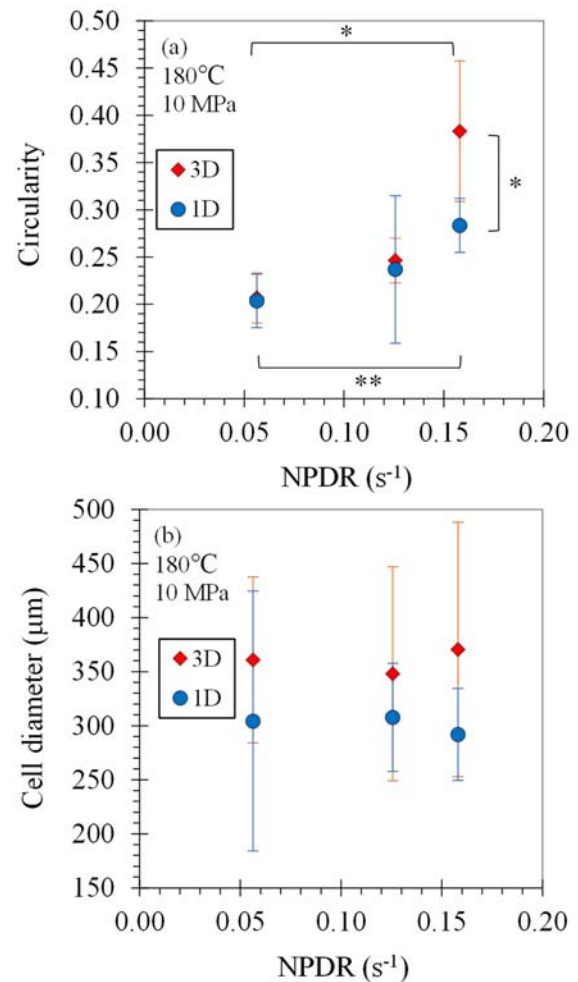 *
(a)
180℃
10 MPa
3D
1D
*
**
0.50
0.45
0.40
0.35
0.30
0.25
0.20
0.15
0.10
Circularity
0.00 0.05 0.10 0.15 0.20
NPDR (s⁻¹)
(b)
180℃
10 MPa
3D
1D
500
450
400
350
300
250
200
150
Cell diameter (μm)
0.00 0.05 0.10 0.15 0.20
NPDR (s⁻¹)